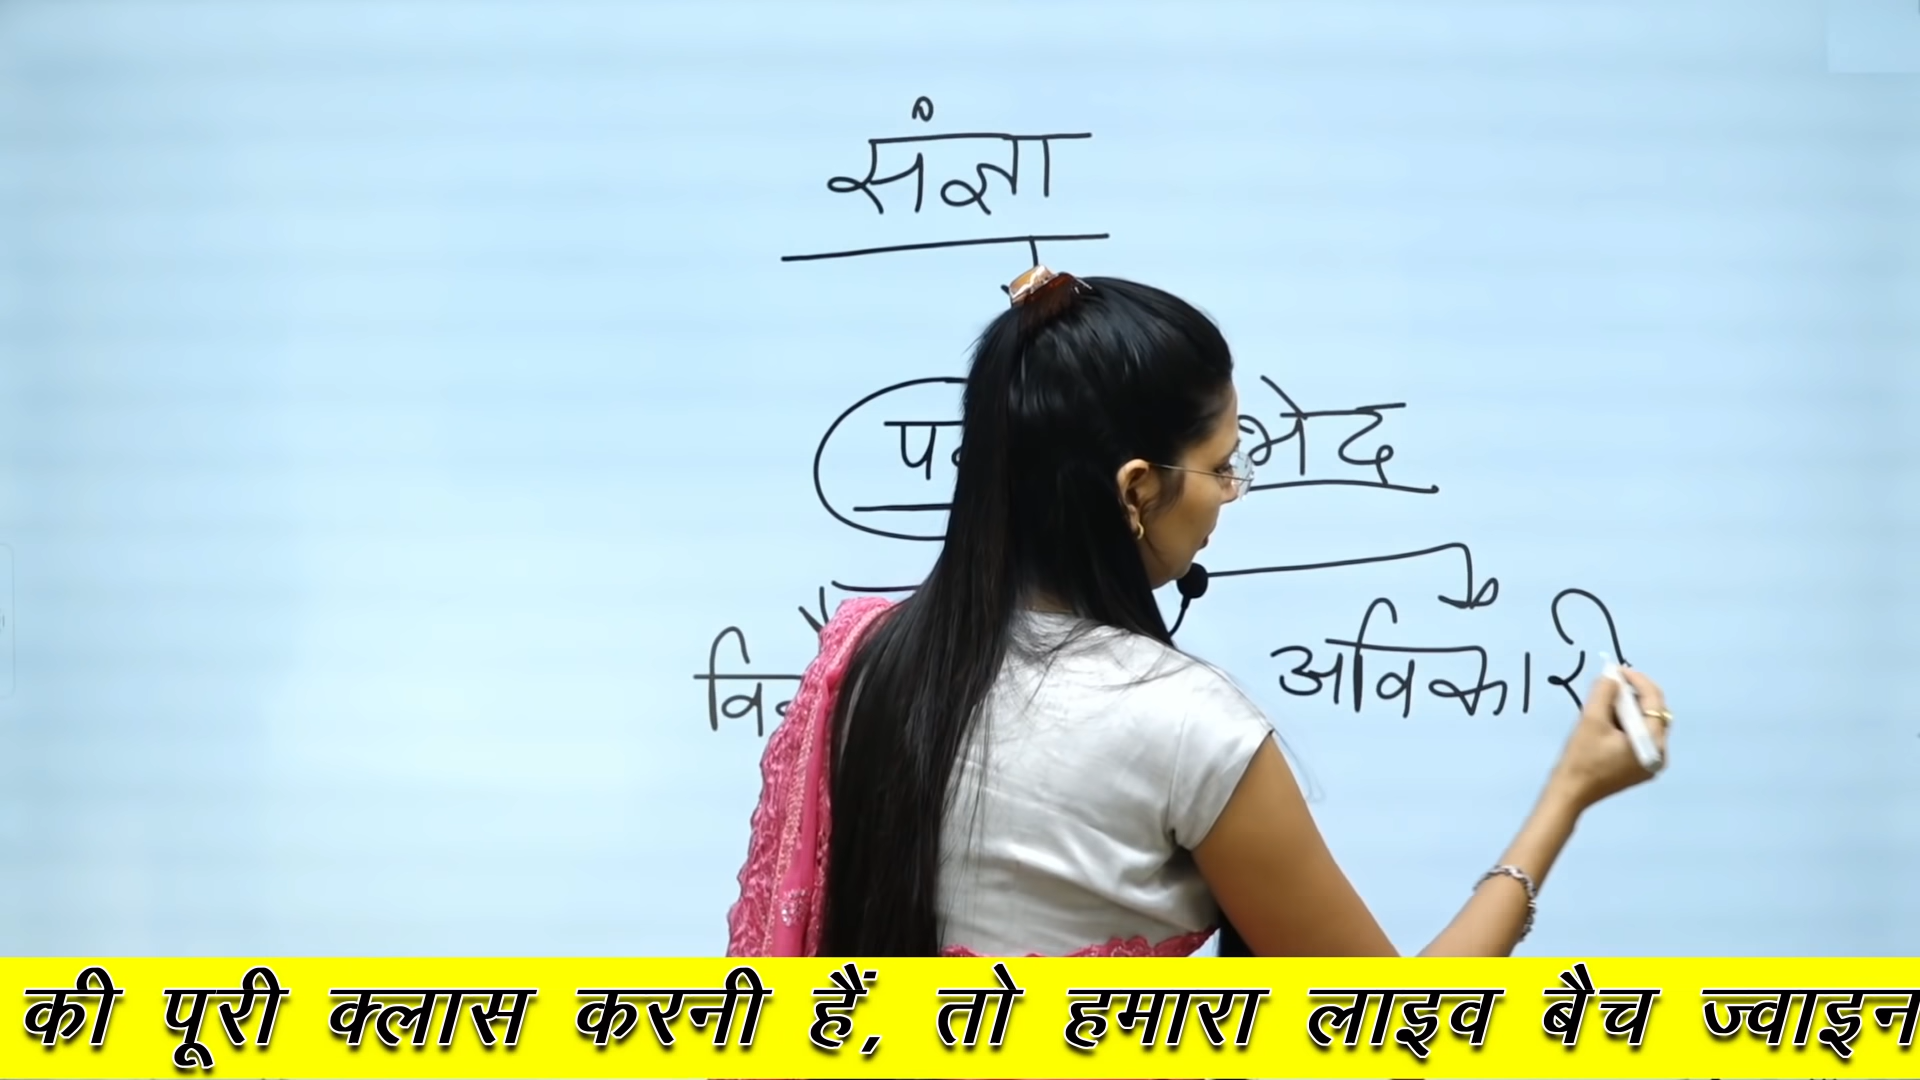 संज्ञा
भेद
अविकारी
की पूरी क्लास करनी हैं, तो हमारा लाइव बैच ज्वाइन